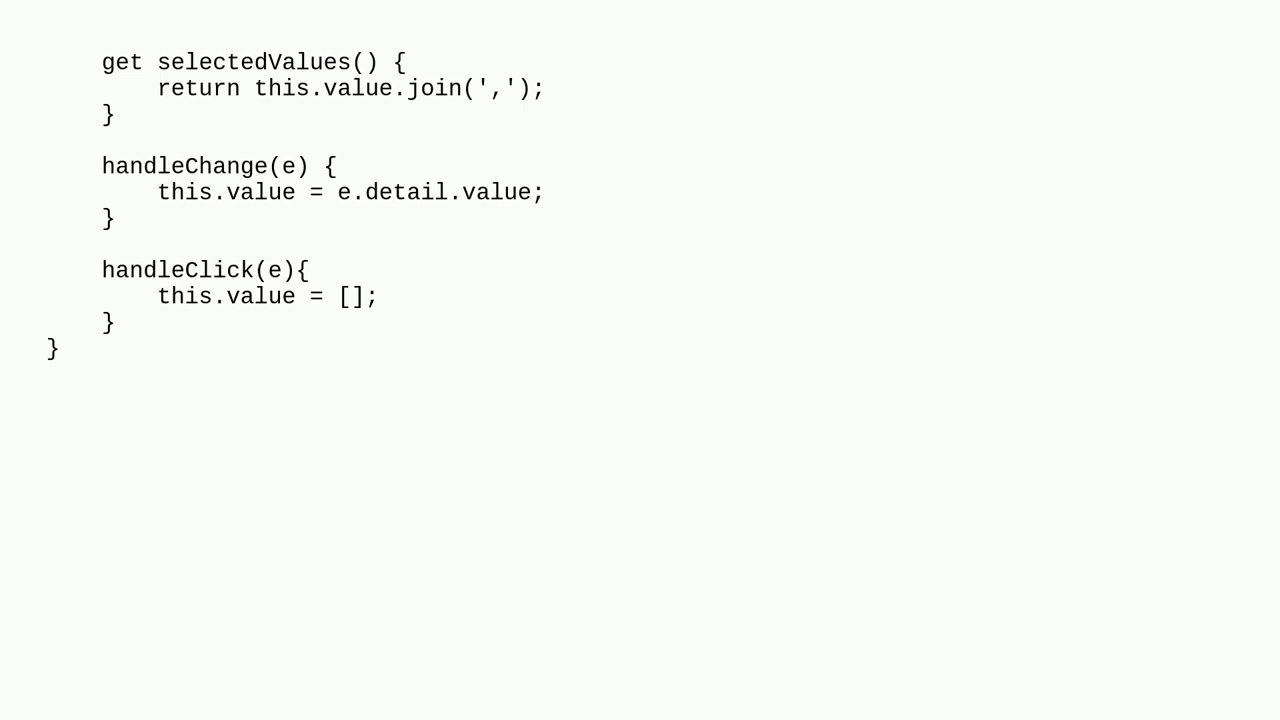 get selectedValues() {
return this.value.join(',');
}
handleChange(e) {
this.value = e.detail.value;
}
handleClick(e){
this.value = [];
}
}